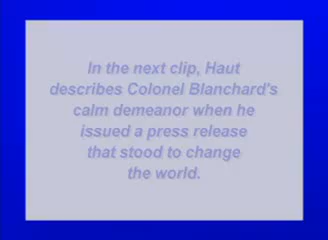 In the next clip, Haut
describes Colonel Blanchard's
calm demeanor when he
issued a press release
that stood to change
the world.